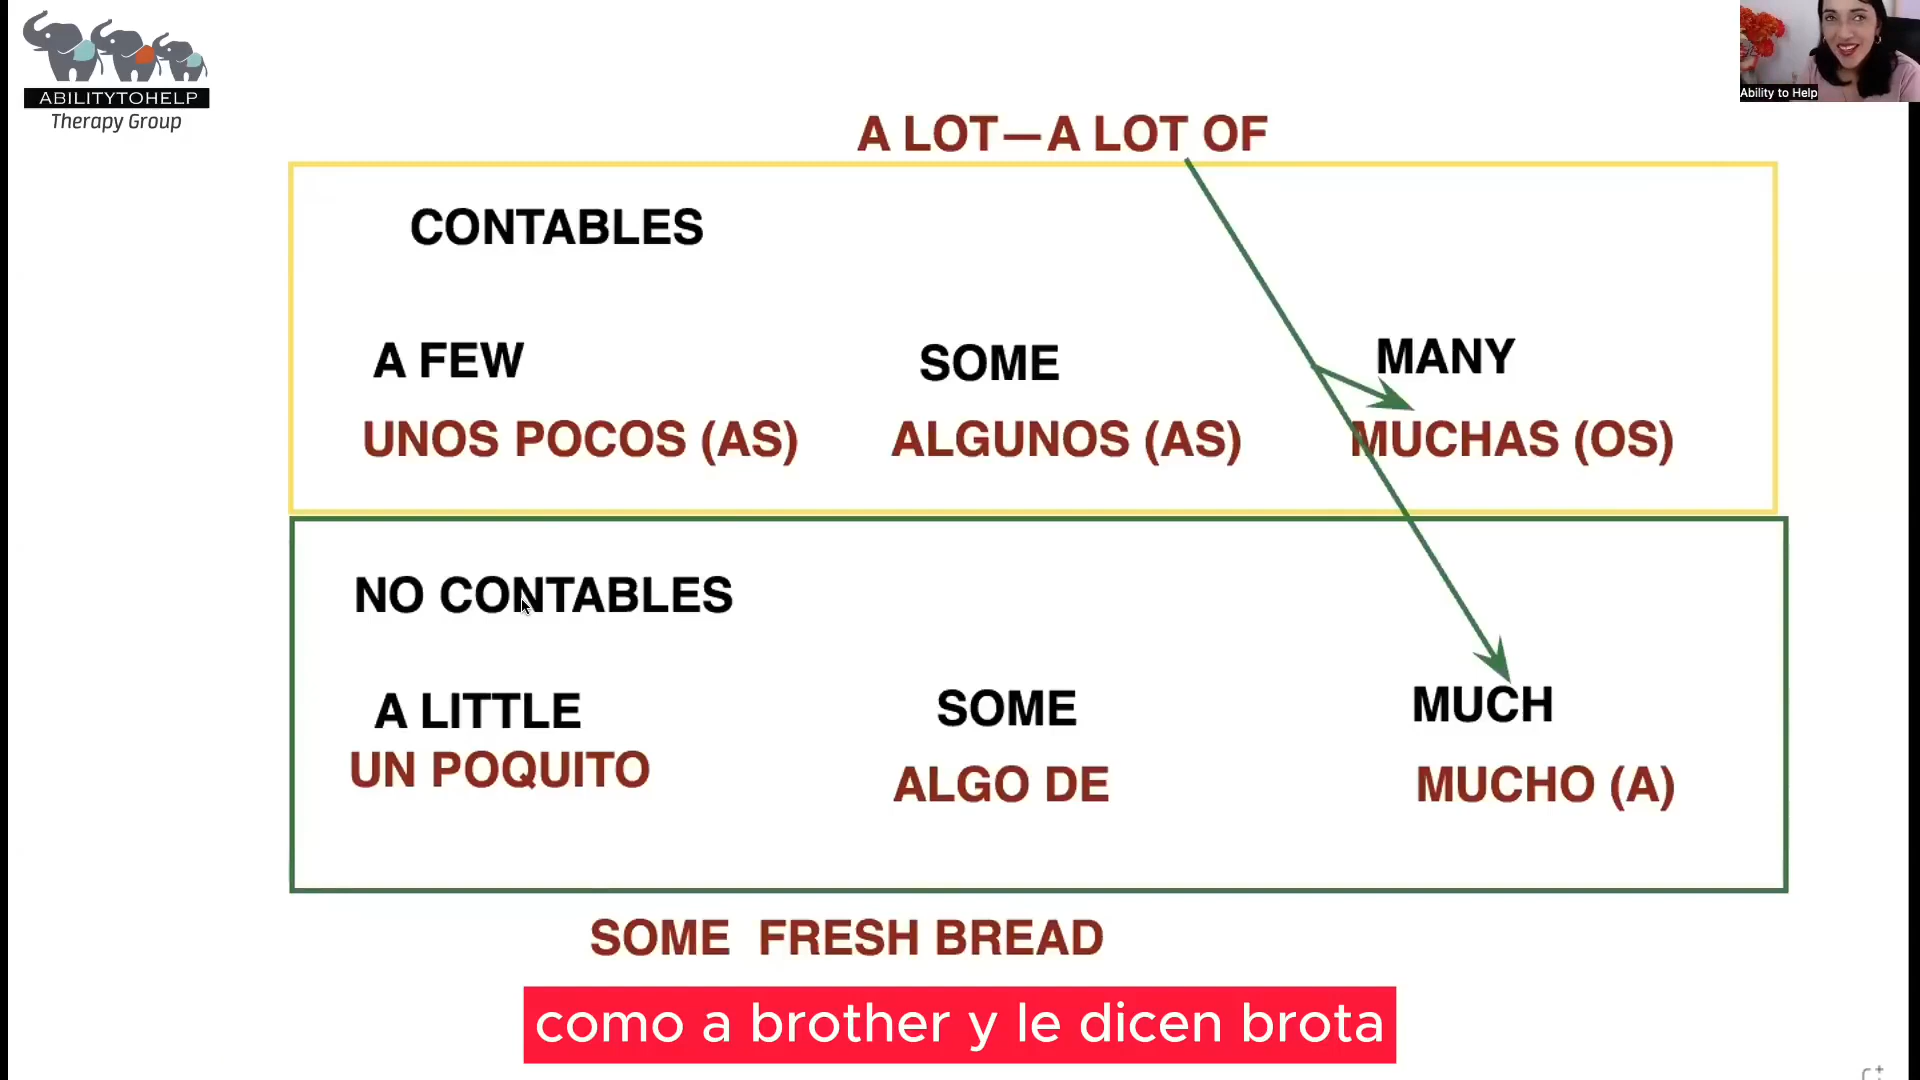 ABILITYTOHELP
Therapy Group
Ability to Help
A LOT—A LOT OF
CONTABLES
A FEW
SOME
MANY
UNOS POCOS (AS)
ALGUNOS (AS)
MUCHAS (OS)
NO CONTABLES
A LITTLE
SOME
MUCH
UN POQUITO
ALGO DE
MUCHO (A)
SOME FRESH BREAD
como a brother y le dicen brota